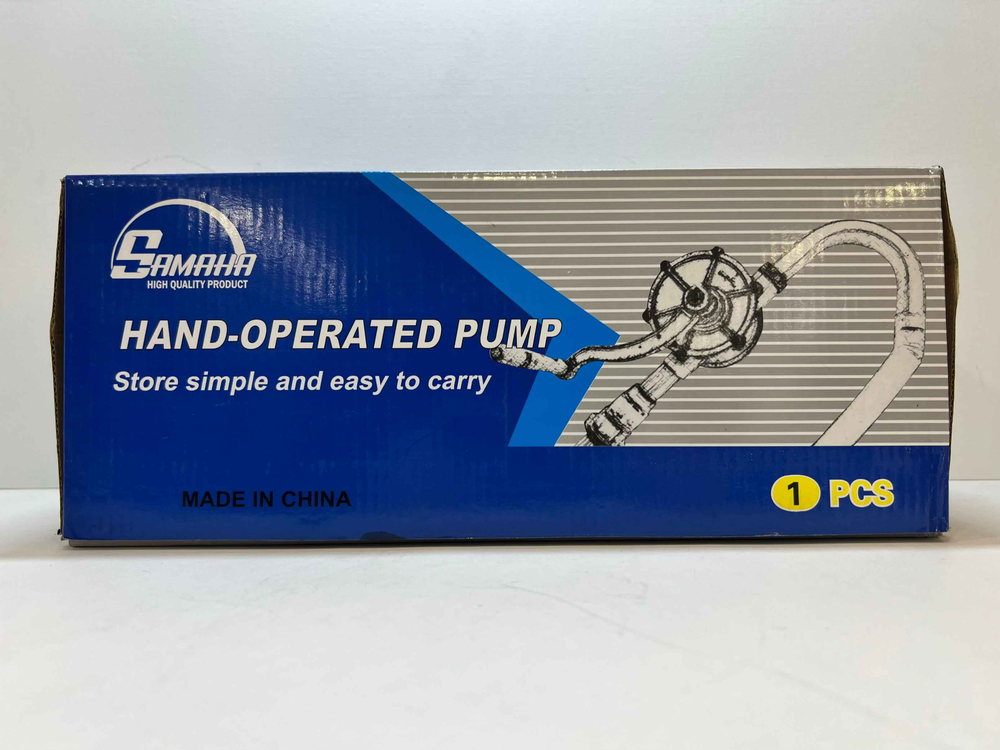 SAMAHA
HIGH QUALITY PRODUCT
HAND-OPERATED PUMP
Store simple and easy to carry
MADE IN CHINA
1 PCS